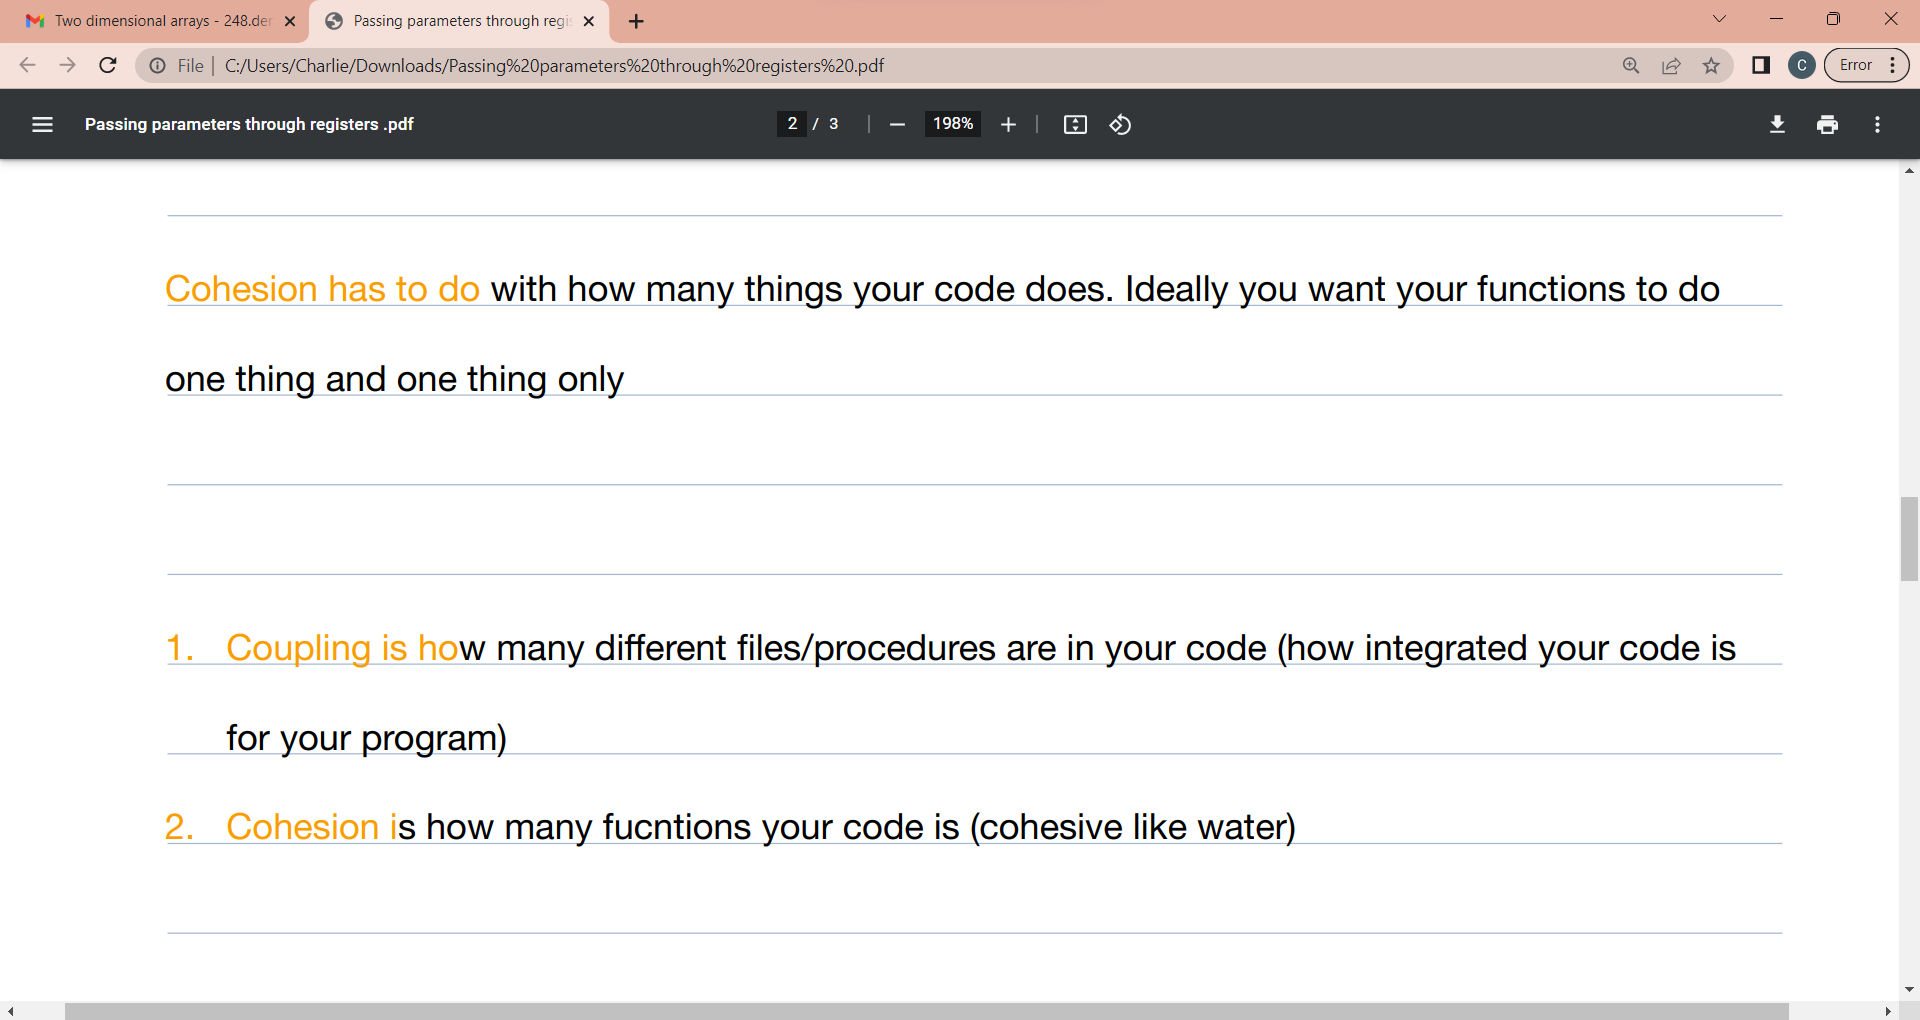 Two dimensional arrays - 248.der
Passing parameters through regis
File
C:/Users/Charlie/Downloads/Passing%20parameters%20through%20registers%20.pdf
C
Error
Passing parameters through registers .pdf
2 / 3
198%
Cohesion has to do with how many things your code does. Ideally you want your functions to do
one thing and one thing only
1. Coupling is how many different files/procedures are in your code (how integrated your code is
for your program)
2. Cohesion is how many fucntions your code is (cohesive like water)